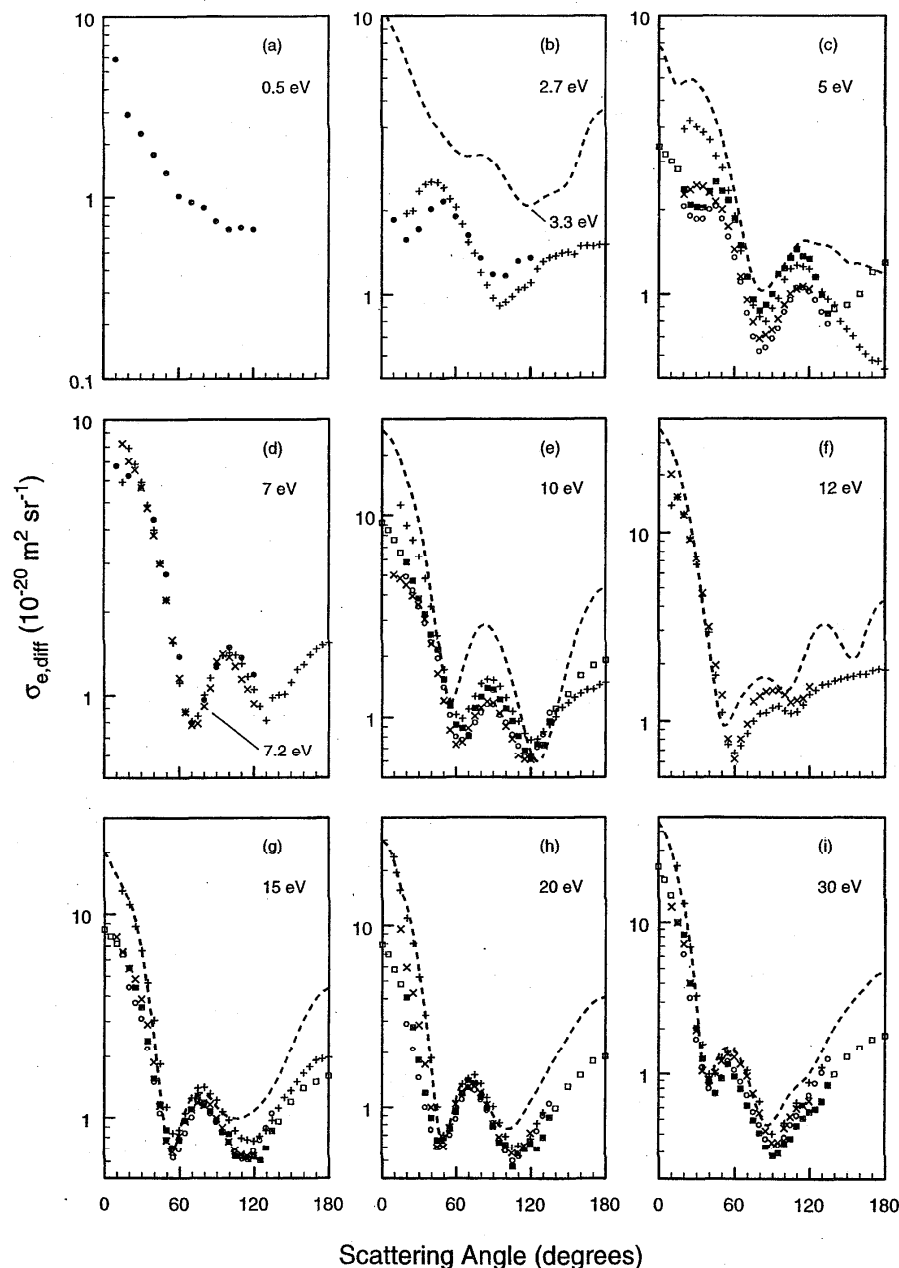 (a)
0.5 eV
10
1
0.1
(b)
2.7 eV
3.3 eV
10
1
(c)
5 eV
10
1
(d)
7 eV
7.2 eV
10
1
(e)
10 eV
10
1
(f)
12 eV
10
1
(g)
15 eV
10
1
0 60 120 180
(h)
20 eV
10
1
0 60 120 180
(i)
30 eV
10
1
0 60 120 180
σe,diff (10⁻²⁰ m² sr⁻¹)
Scattering Angle (degrees)